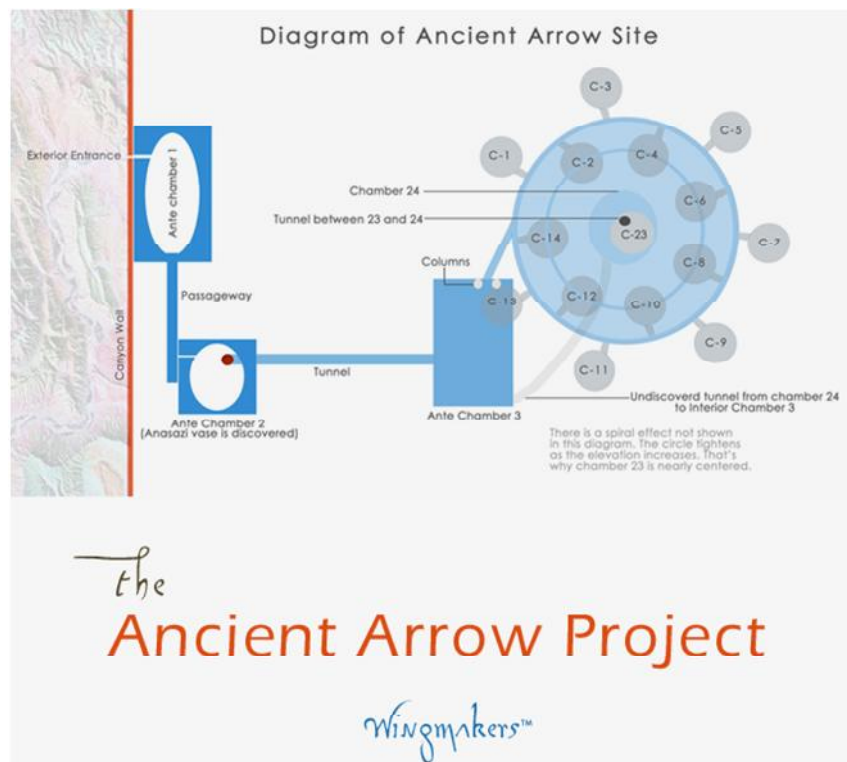 Diagram of Ancient Arrow Site
C-3
C-5
C-1
C-2
C-4
Exterior Entrance
Ante chamber 1
Chamber 24
C-6
Tunnel between 23 and 24
C-23
C-14
C-7
Columns
C-8
Passageway
C-13
C-12
C-10
Canyon Wall
C-9
Tunnel
C-11
Undiscoverd tunnel from chamber 24
to Interior Chamber 3
Ante Chamber 3
Ante Chamber 2
(Anasazi vase is discovered)
There is a spiral effect not shown
in this diagram. The circle tightens
as the elevation increases. That's
why chamber 23 is nearly centered.
the
Ancient Arrow Project
Wingmakers™